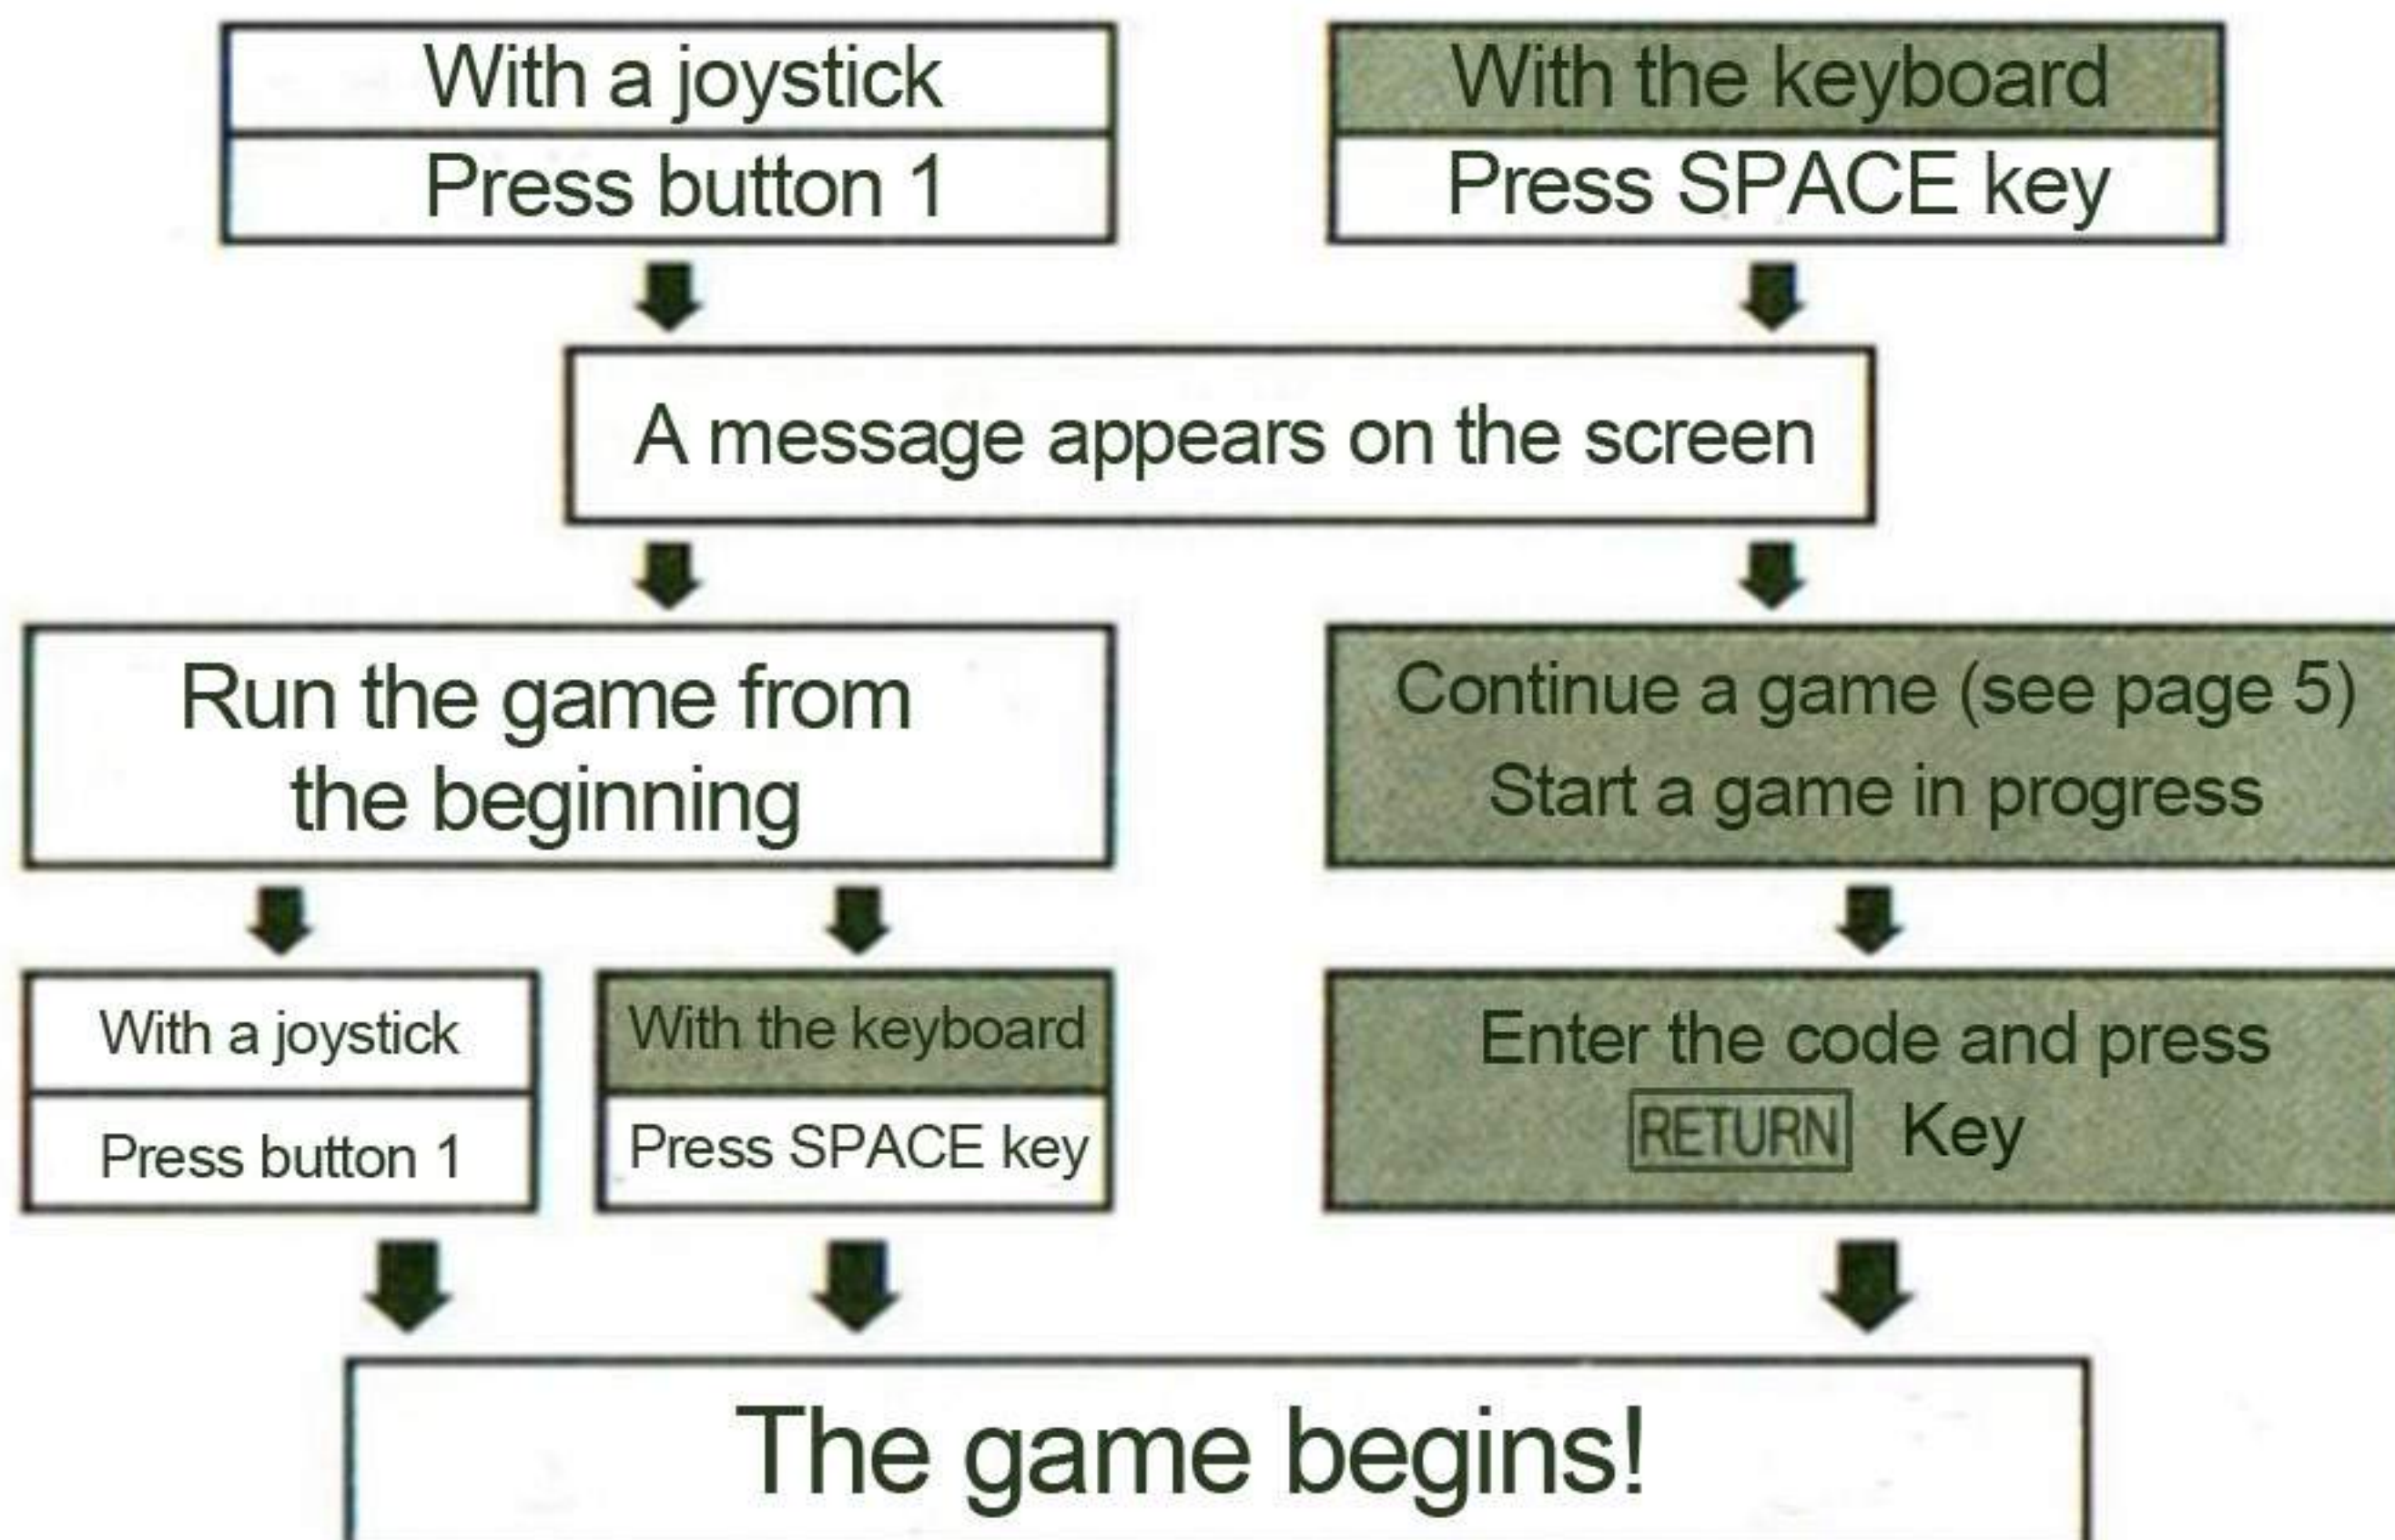 With a joystick
Press button 1
With the keyboard
Press SPACE key
A message appears on the screen
Run the game from
the beginning
Continue a game (see page 5)
Start a game in progress
With a joystick
Press button 1
With the keyboard
Press SPACE key
Enter the code and press
RETURN Key
The game begins!